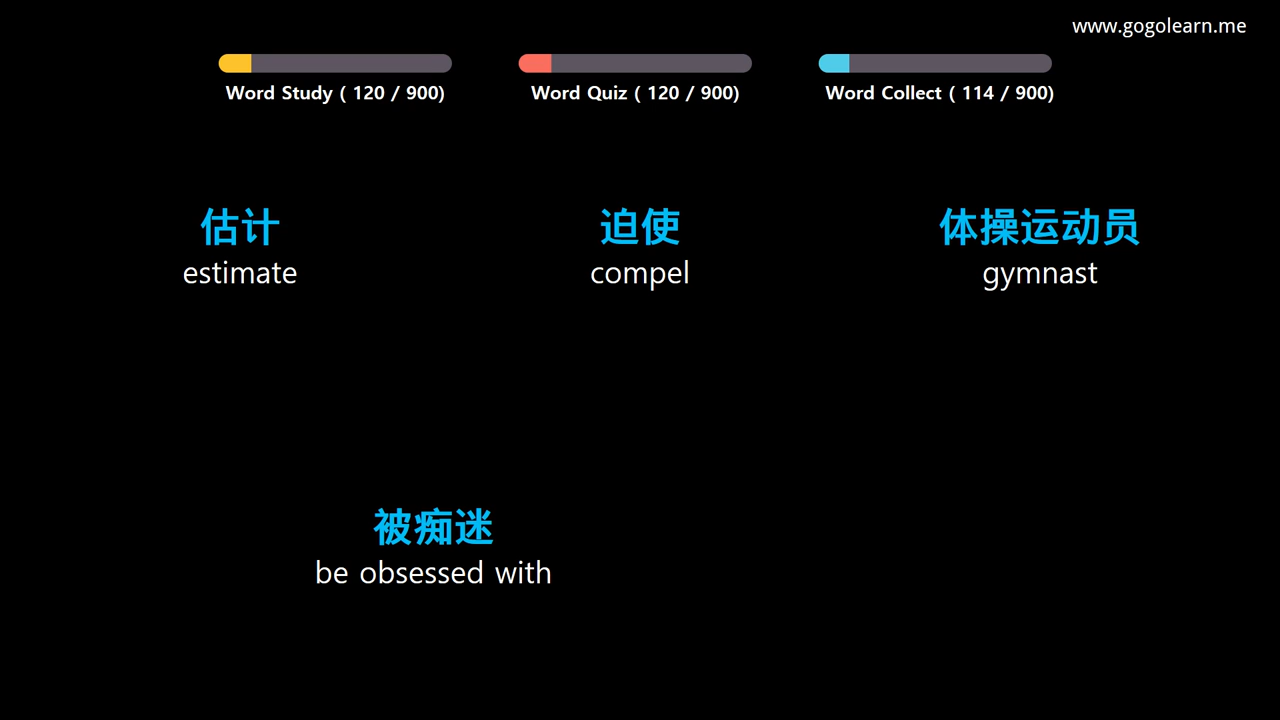 www.gogolearn.me
Word Study ( 120 / 900)
Word Quiz ( 120 / 900)
Word Collect ( 114 / 900)
估计
estimate
迫使
compel
体操运动员
gymnast
被痴迷
be obsessed with